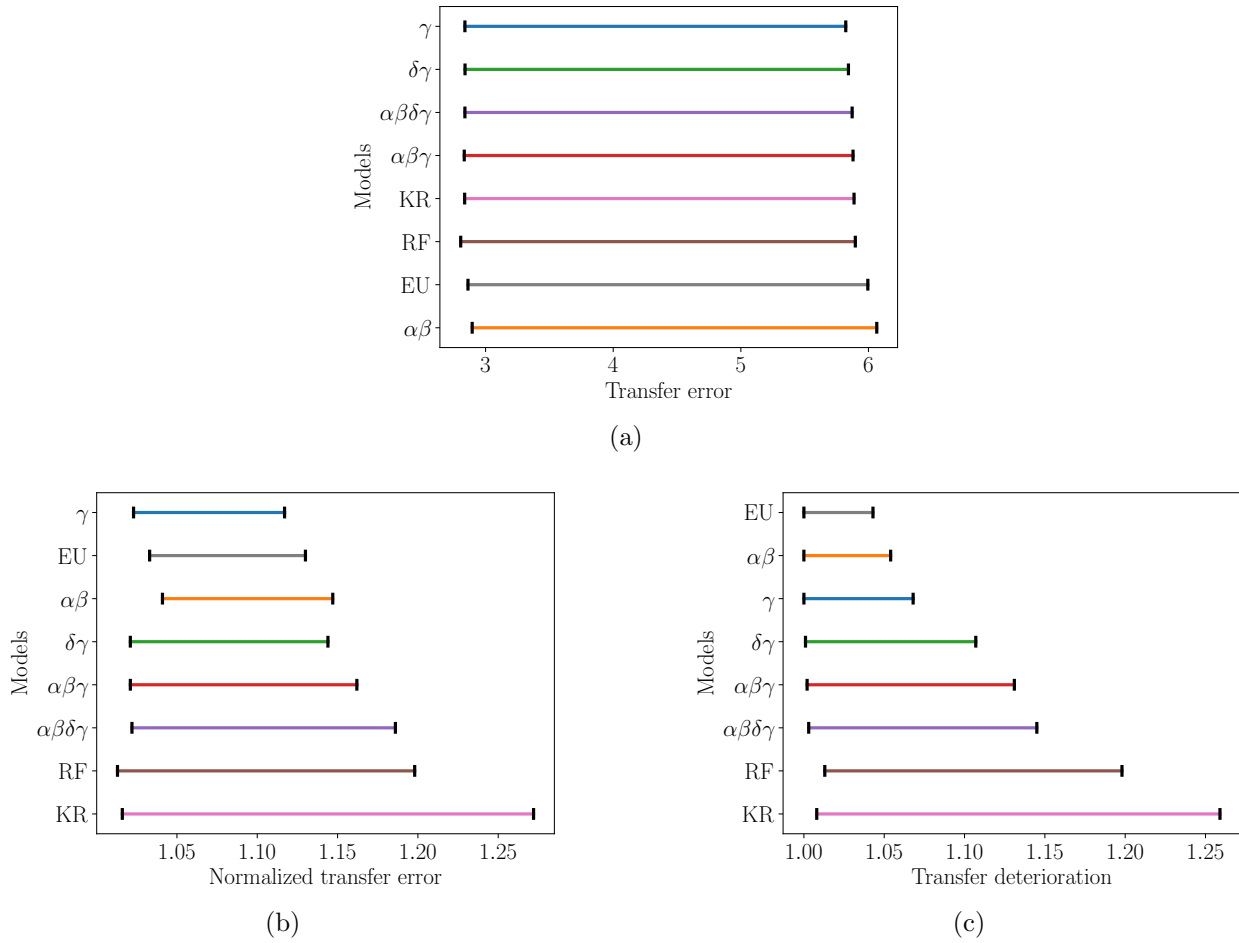 γ
δγ
αβδγ
αβγ
KR
RF
EU
αβ
Models
3 4 5 6
Transfer error
(a)
γ
EU
αβ
δγ
αβγ
αβδγ
RF
KR
Models
1.05 1.10 1.15 1.20 1.25
Normalized transfer error
(b)
EU
αβ
γ
δγ
αβγ
αβδγ
RF
KR
Models
1.00 1.05 1.10 1.15 1.20 1.25
Transfer deterioration
(c)